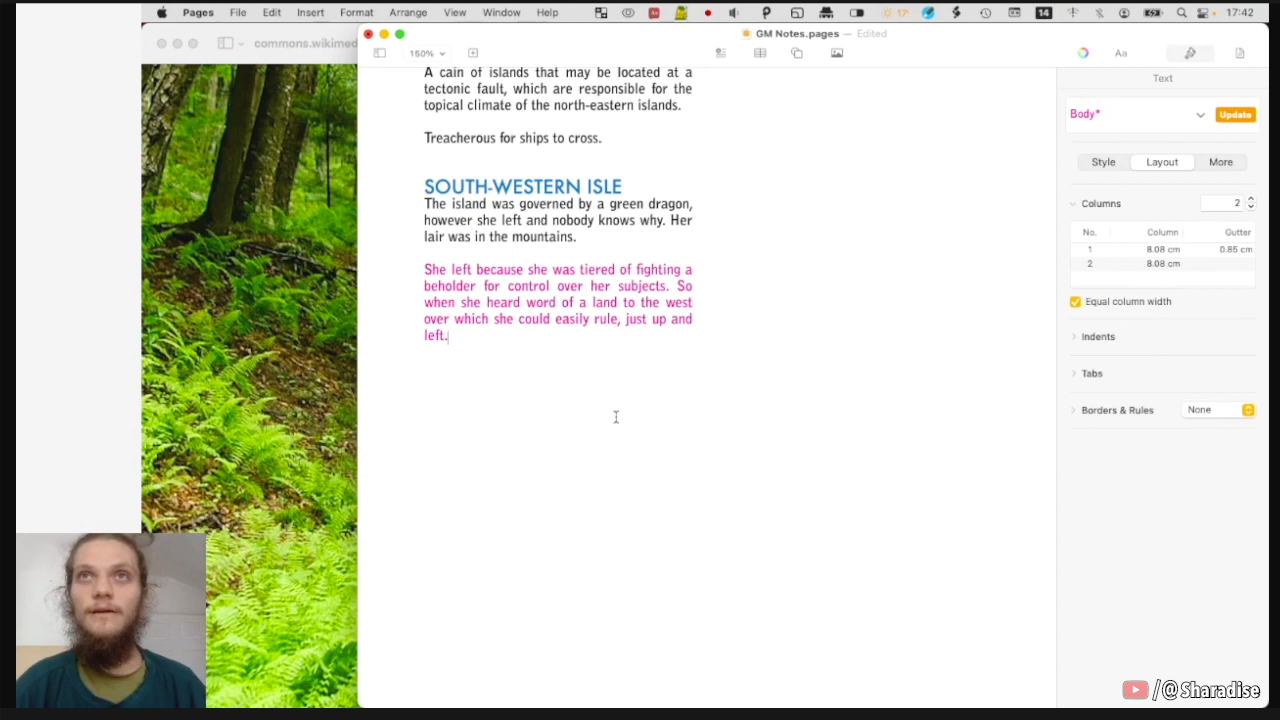 Pages File Edit Insert Format Arrange View Window Help 17° 14 17:42
commons.wikimed
GM Notes.pages — Edited
150%
Aa
Text
A cain of islands that may be located at a
tectonic fault, which are responsible for the
topical climate of the north-eastern islands.
Treacherous for ships to cross.
SOUTH-WESTERN ISLE
The island was governed by a green dragon,
however she left and nobody knows why. Her
lair was in the mountains.
She left because she was tiered of fighting a
beholder for control over her subjects. So
when she heard word of a land to the west
over which she could easily rule, just up and
left.
Body*
Update
Style Layout More
Columns 2
No. Column Gutter
1 8.08 cm 0.85 cm
2 8.08 cm
Equal column width
Indents
Tabs
Borders & Rules None
/@Sharadise